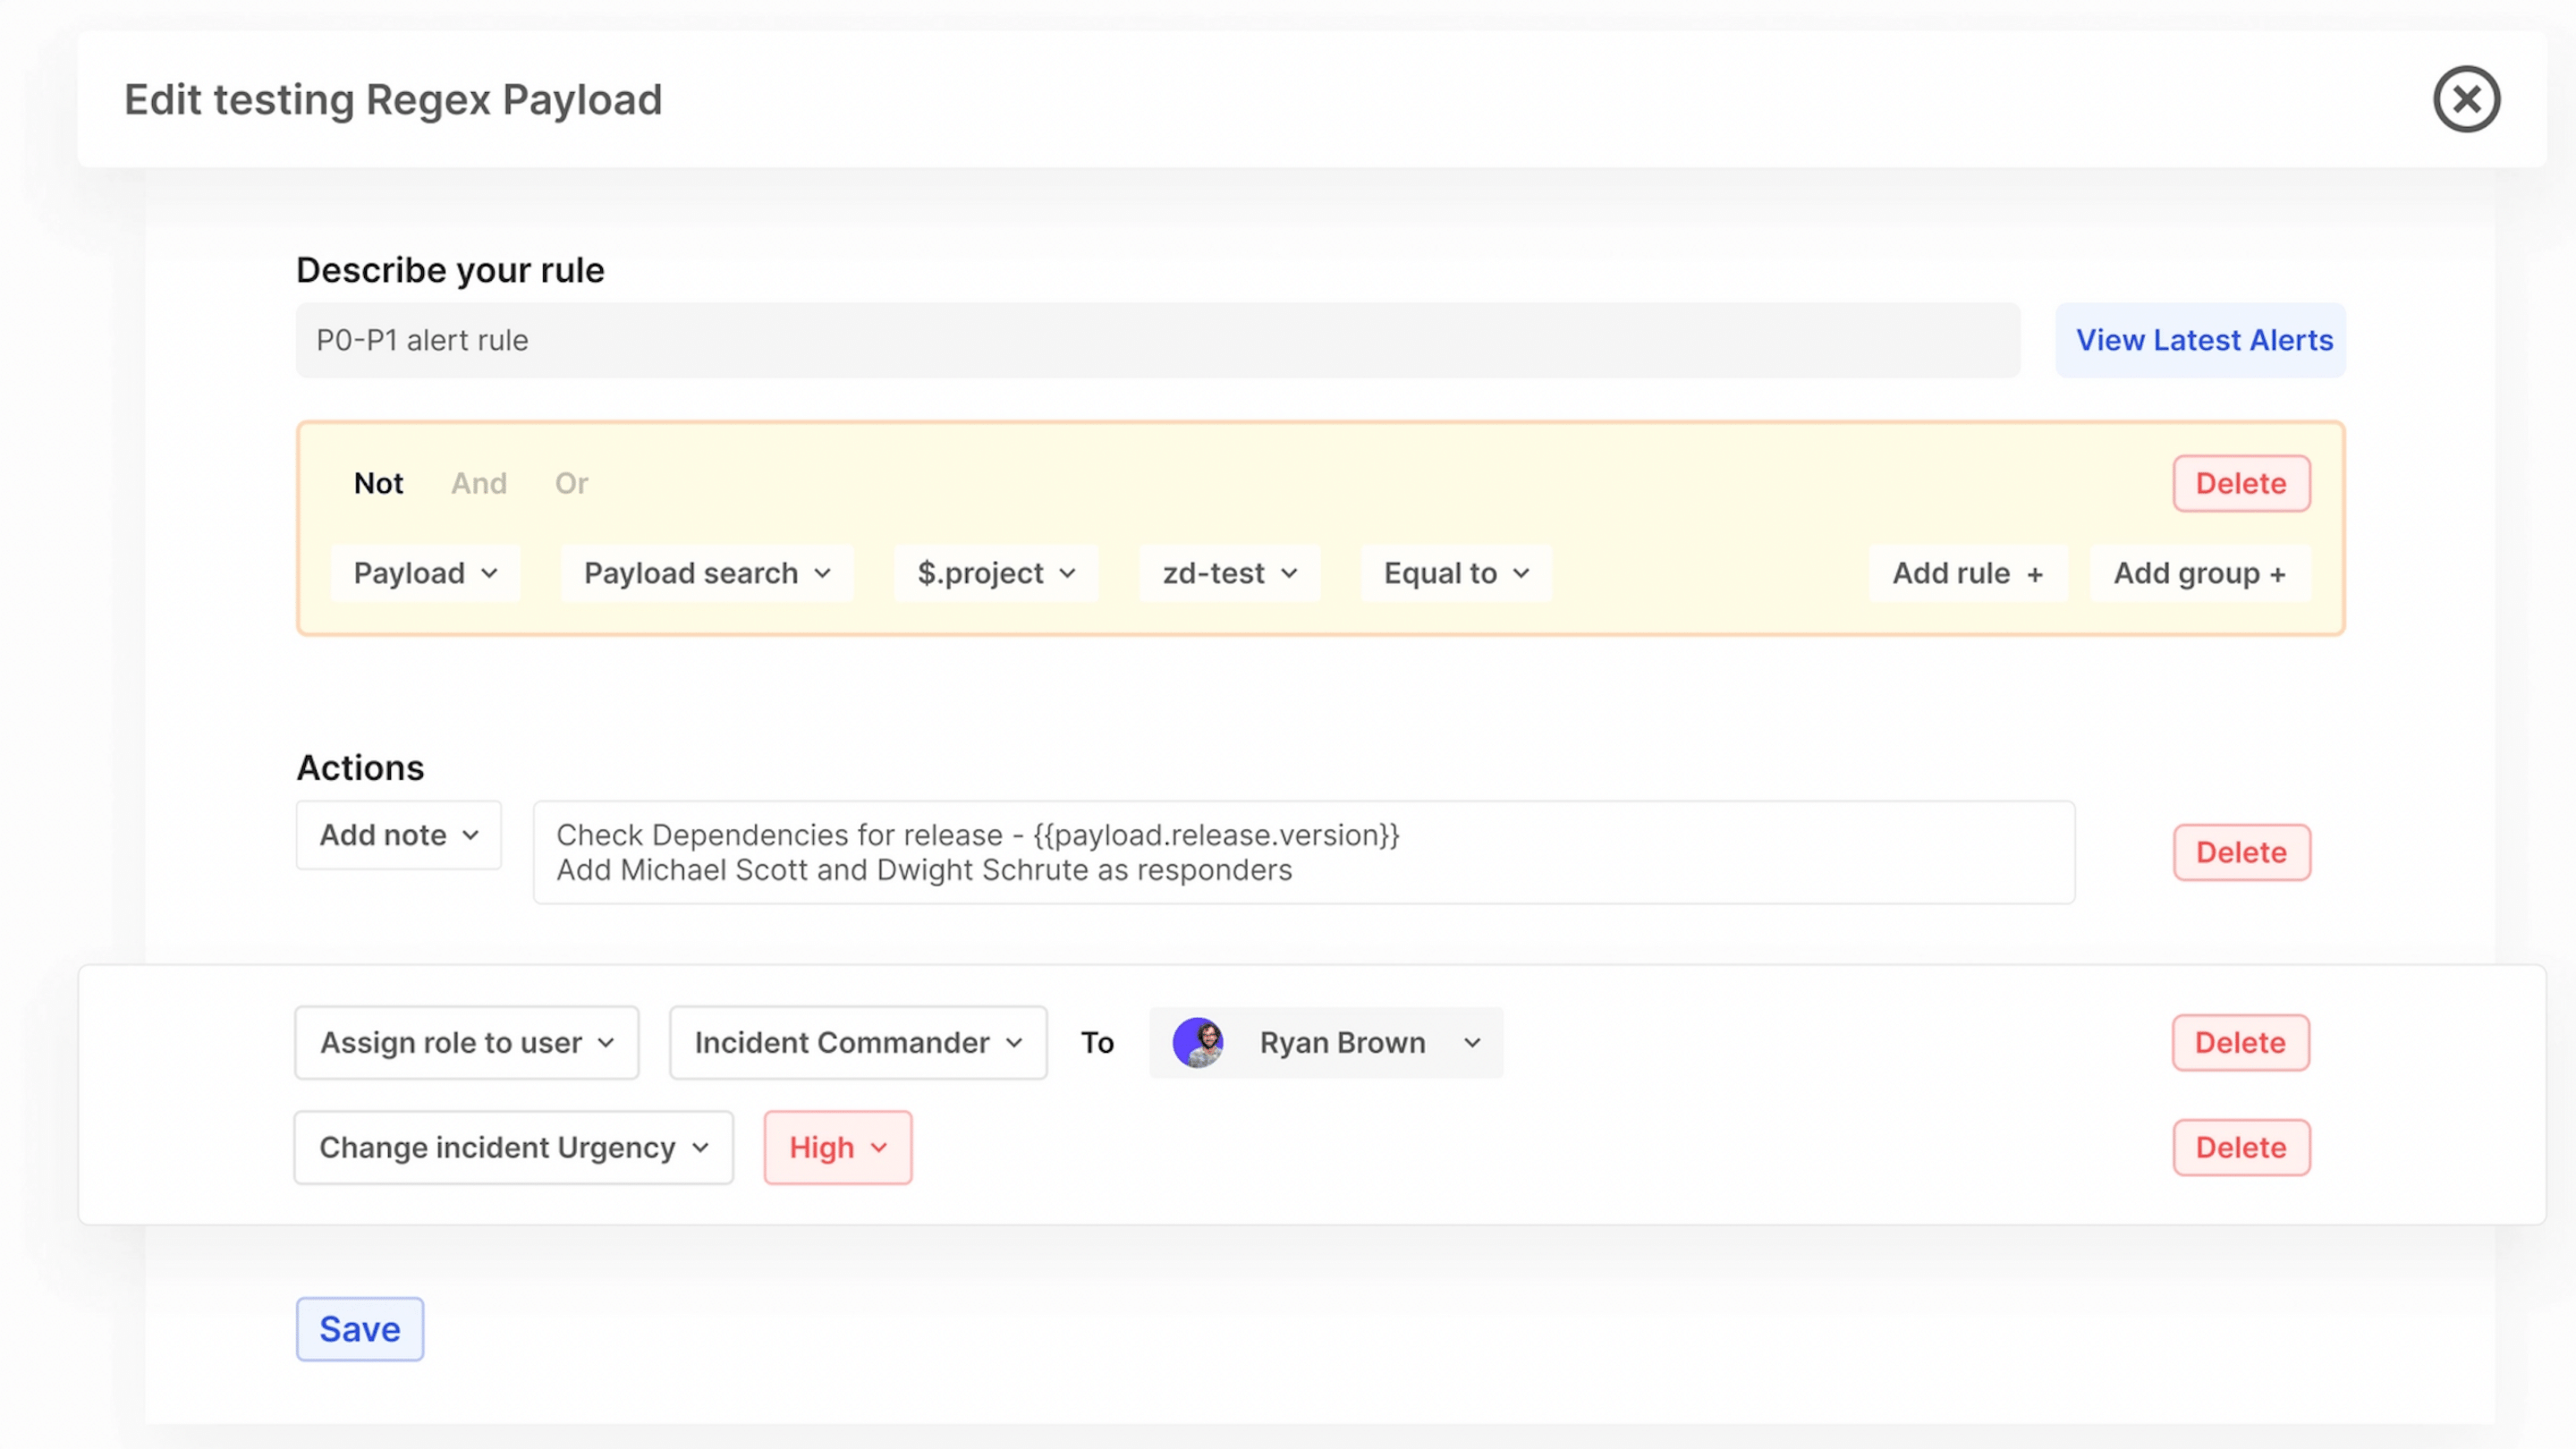 Edit testing Regex Payload
Describe your rule
P0-P1 alert rule
View Latest Alerts
Not And Or
Delete
Payload Payload search $.project zd-test Equal to Add rule + Add group +
Actions
Add note
Check Dependencies for release - {{payload.release.version}}
Add Michael Scott and Dwight Schrute as responders
Delete
Assign role to user Incident Commander To Ryan Brown Delete
Change incident Urgency High Delete
Save